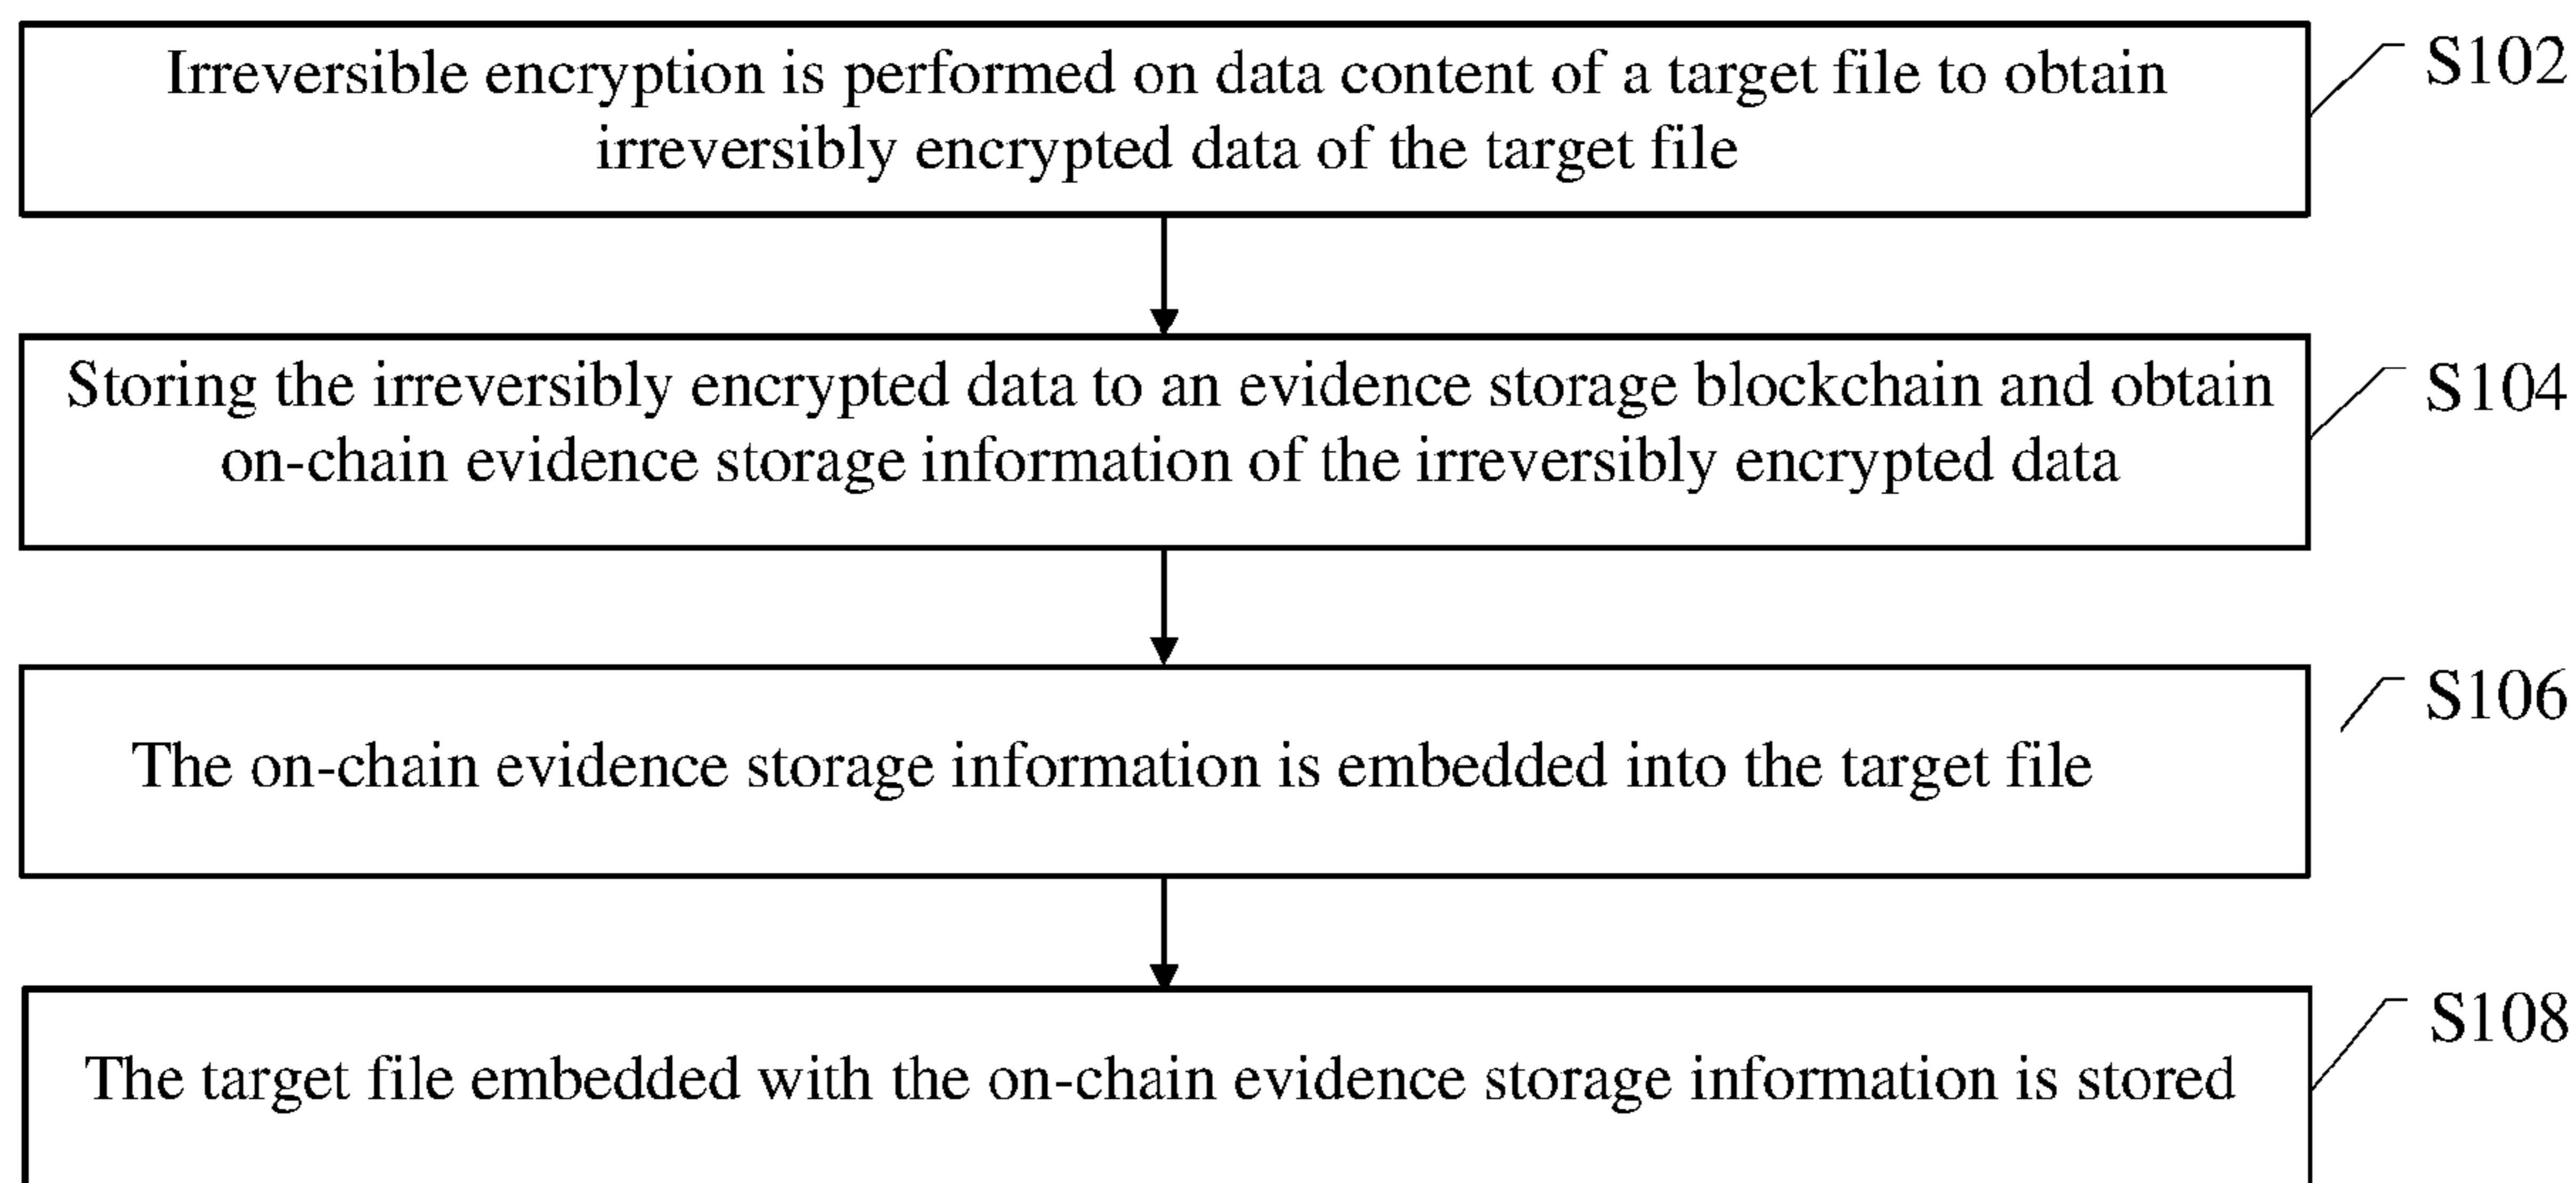 Irreversible encryption is performed on data content of a target file to obtain
irreversibly encrypted data of the target file
S102
Storing the irreversibly encrypted data to an evidence storage blockchain and obtain
on-chain evidence storage information of the irreversibly encrypted data
S104
The on-chain evidence storage information is embedded into the target file
S106
The target file embedded with the on-chain evidence storage information is stored
S108